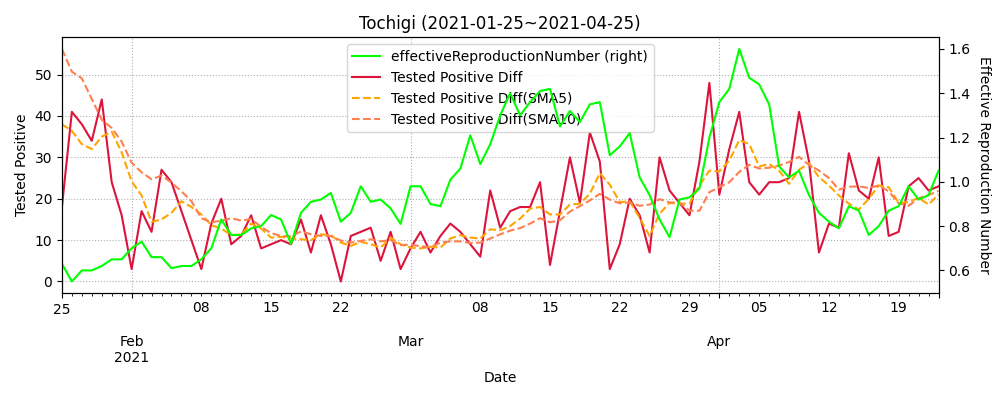 Tochigi (2021-01-25~2021-04-25)
effectiveReproductionNumber (right)
Tested Positive Diff
Tested Positive Diff(SMA5)
Tested Positive Diff(SMA10)
Tested Positive
50
40
30
20
10
0
1.6
1.4
1.2
1.0
0.8
0.6
Effective Reproduction Number
25 08 15 22 08 15 22 29 05 12 19
Feb Mar Apr
2021
Date